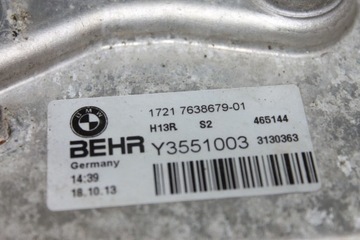 BMW
1721 7638679-01
H13R S2 465144
BEHR Y3551003 3130363
Germany
14:39
18.10.13